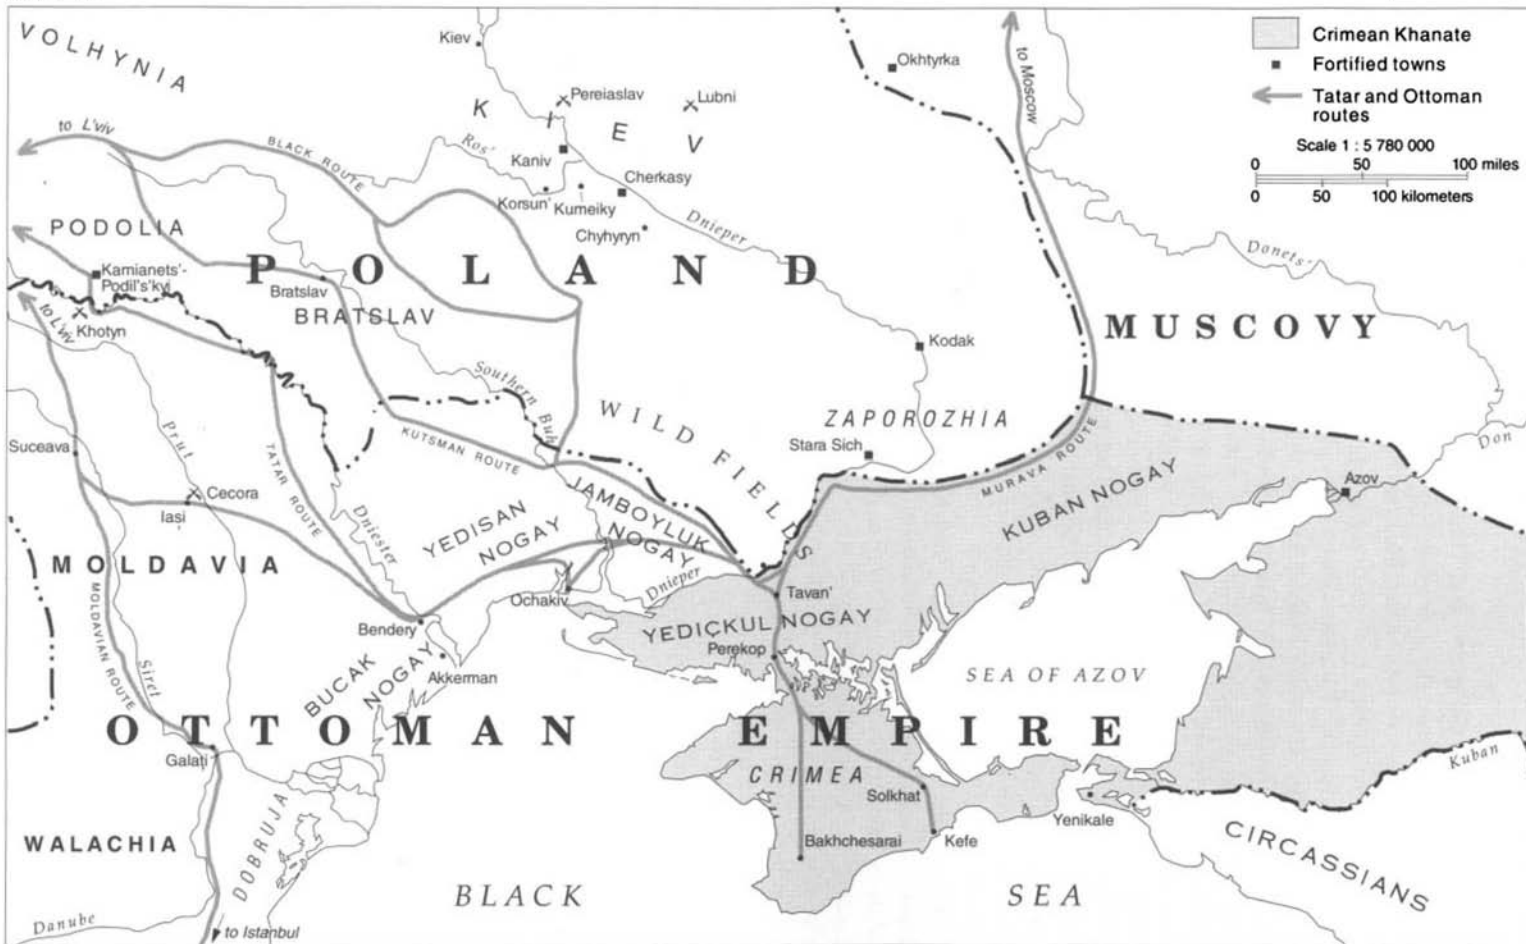 Crimean Khanate
Fortified towns
Tatar and Ottoman
routes
Scale 1 : 5 780 000
0 50 100 miles
0 50 100 kilometers
VOLHYNIA
Kiev
Okhtyrka
to Moscow
Pereiaslav
Lubni
KIEV
to L'viv
BLACK ROUTE
Ros'
Kaniv
Cherkasy
Korsun'
Kumeiky
Chyhyryn
Dnieper
Donets'
PODOLIA
Kamianets'-
Podil's'kyi
POLAND
Bratslav
BRATSLAV
to L'viv
Khotyn
MUSCOVY
Kodak
Southern Buh
WILD FIELDS
ZAPOROZHIA
Stara Sich
Suceava
Prut
TATAR ROUTE
KUTSMAN ROUTE
MURAVA ROUTE
Don
Azov
Cecora
Iasi
Dniester
YEDISAN
NOGAY
JAMBOYLUK
NOGAY
KUBAN NOGAY
MOLDAVIA
MOLDAVIAN ROUTE
Ochakiv
Dnieper
Tavan'
Bendery
YEDIÇKUL NOGAY
Perekop
Siret
BUCAK
NOGAY
Akkerman
SEA OF AZOV
OTTOMAN EMPIRE
Galaţi
CRIMEA
Solkhat
Kuban
Yenikale
WALACHIA
DOBRUJA
Bakhchesarai
Kefe
CIRCASSIANS
BLACK SEA
Danube
to Istanbul